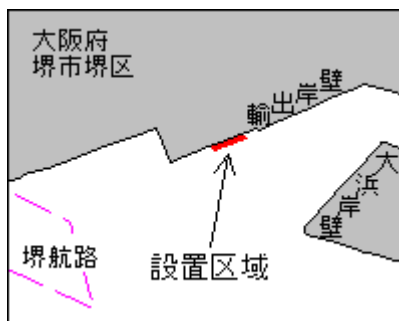 大阪府
堺市堺区
輸出岸壁
大浜岸壁
堺航路
設置区域